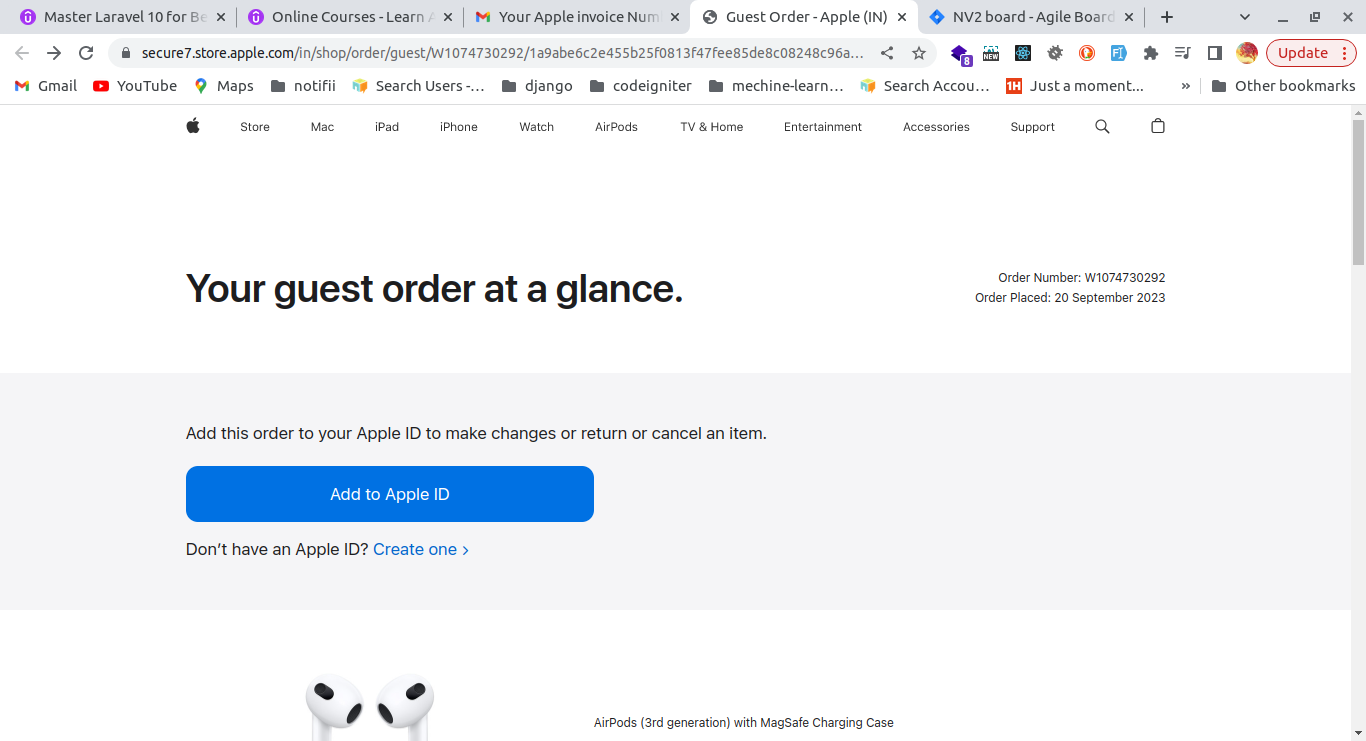 Master Laravel 10 for Be
Online Courses - Learn A
Your Apple invoice Num
Guest Order - Apple (IN)
NV2 board - Agile Board
secure7.store.apple.com/in/shop/order/guest/W1074730292/1a9abe6c2e455b25f0813f47fee85de8c08248c96a...
8
NEW
Update
Gmail
YouTube
Maps
notifii
Search Users -...
django
codeigniter
mechine-learn...
Search Accou...
1H
Just a moment...
»
Other bookmarks
Store
Mac
iPad
iPhone
Watch
AirPods
TV & Home
Entertainment
Accessories
Support
Your guest order at a glance.
Order Number: W1074730292
Order Placed: 20 September 2023
Add this order to your Apple ID to make changes or return or cancel an item.
Add to Apple ID
Don’t have an Apple ID? Create one >
AirPods (3rd generation) with MagSafe Charging Case